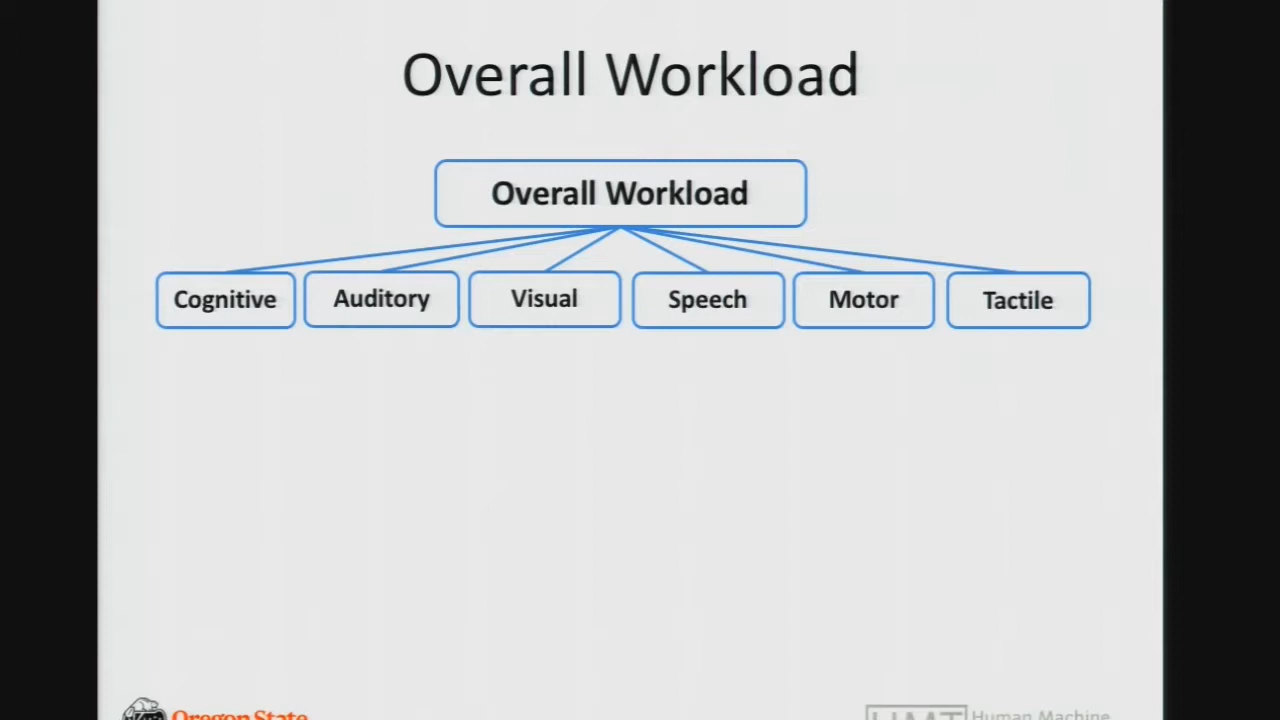 Overall Workload
Overall Workload
Cognitive Auditory Visual Speech Motor Tactile
Oregon State
Human Machine